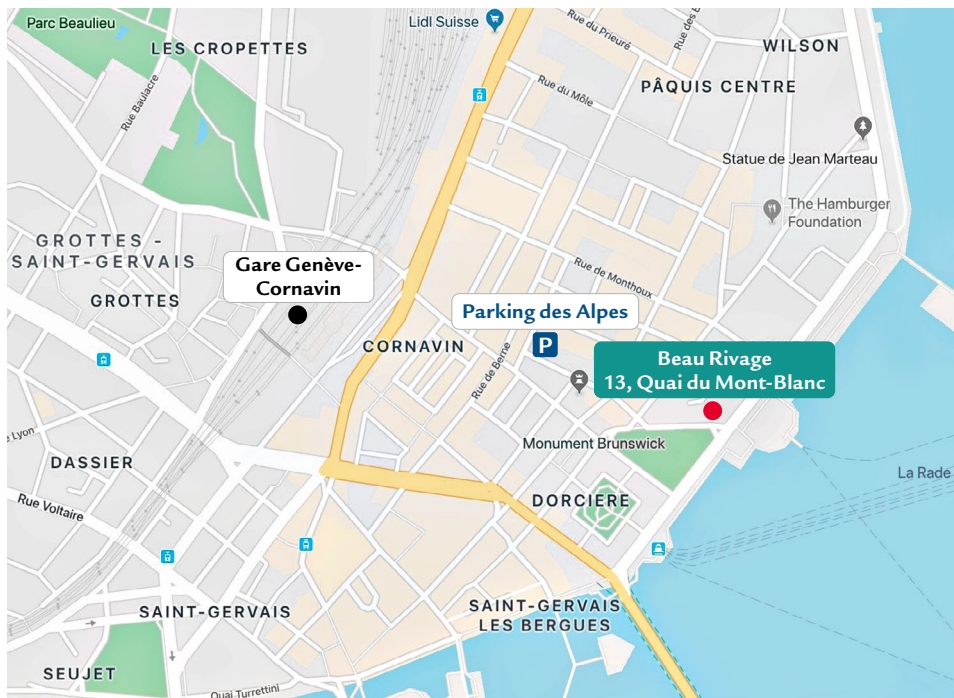 Parc Beaulieu
Lidl Suisse
Rue du Prieuré
Rue des
WILSON
LES CROPETTES
PÂQUIS CENTRE
Rue du Môle
Rue Baulacre
Statue de Jean Marteau
The Hamburger
Foundation
GROTTES -
SAINT-GERVAIS
Gare Genève-
Cornavin
Rue de Monthoux
GROTTES
Parking des Alpes
P
CORNAVIN
Beau Rivage
13, Quai du Mont-Blanc
Rue de Berne
e Lyon
Monument Brunswick
DASSIER
La Rade
DORCIERE
Rue Voltaire
SAINT-GERVAIS
SAINT-GERVAIS
LES BERGUES
SEUJET
Quai Turrettini